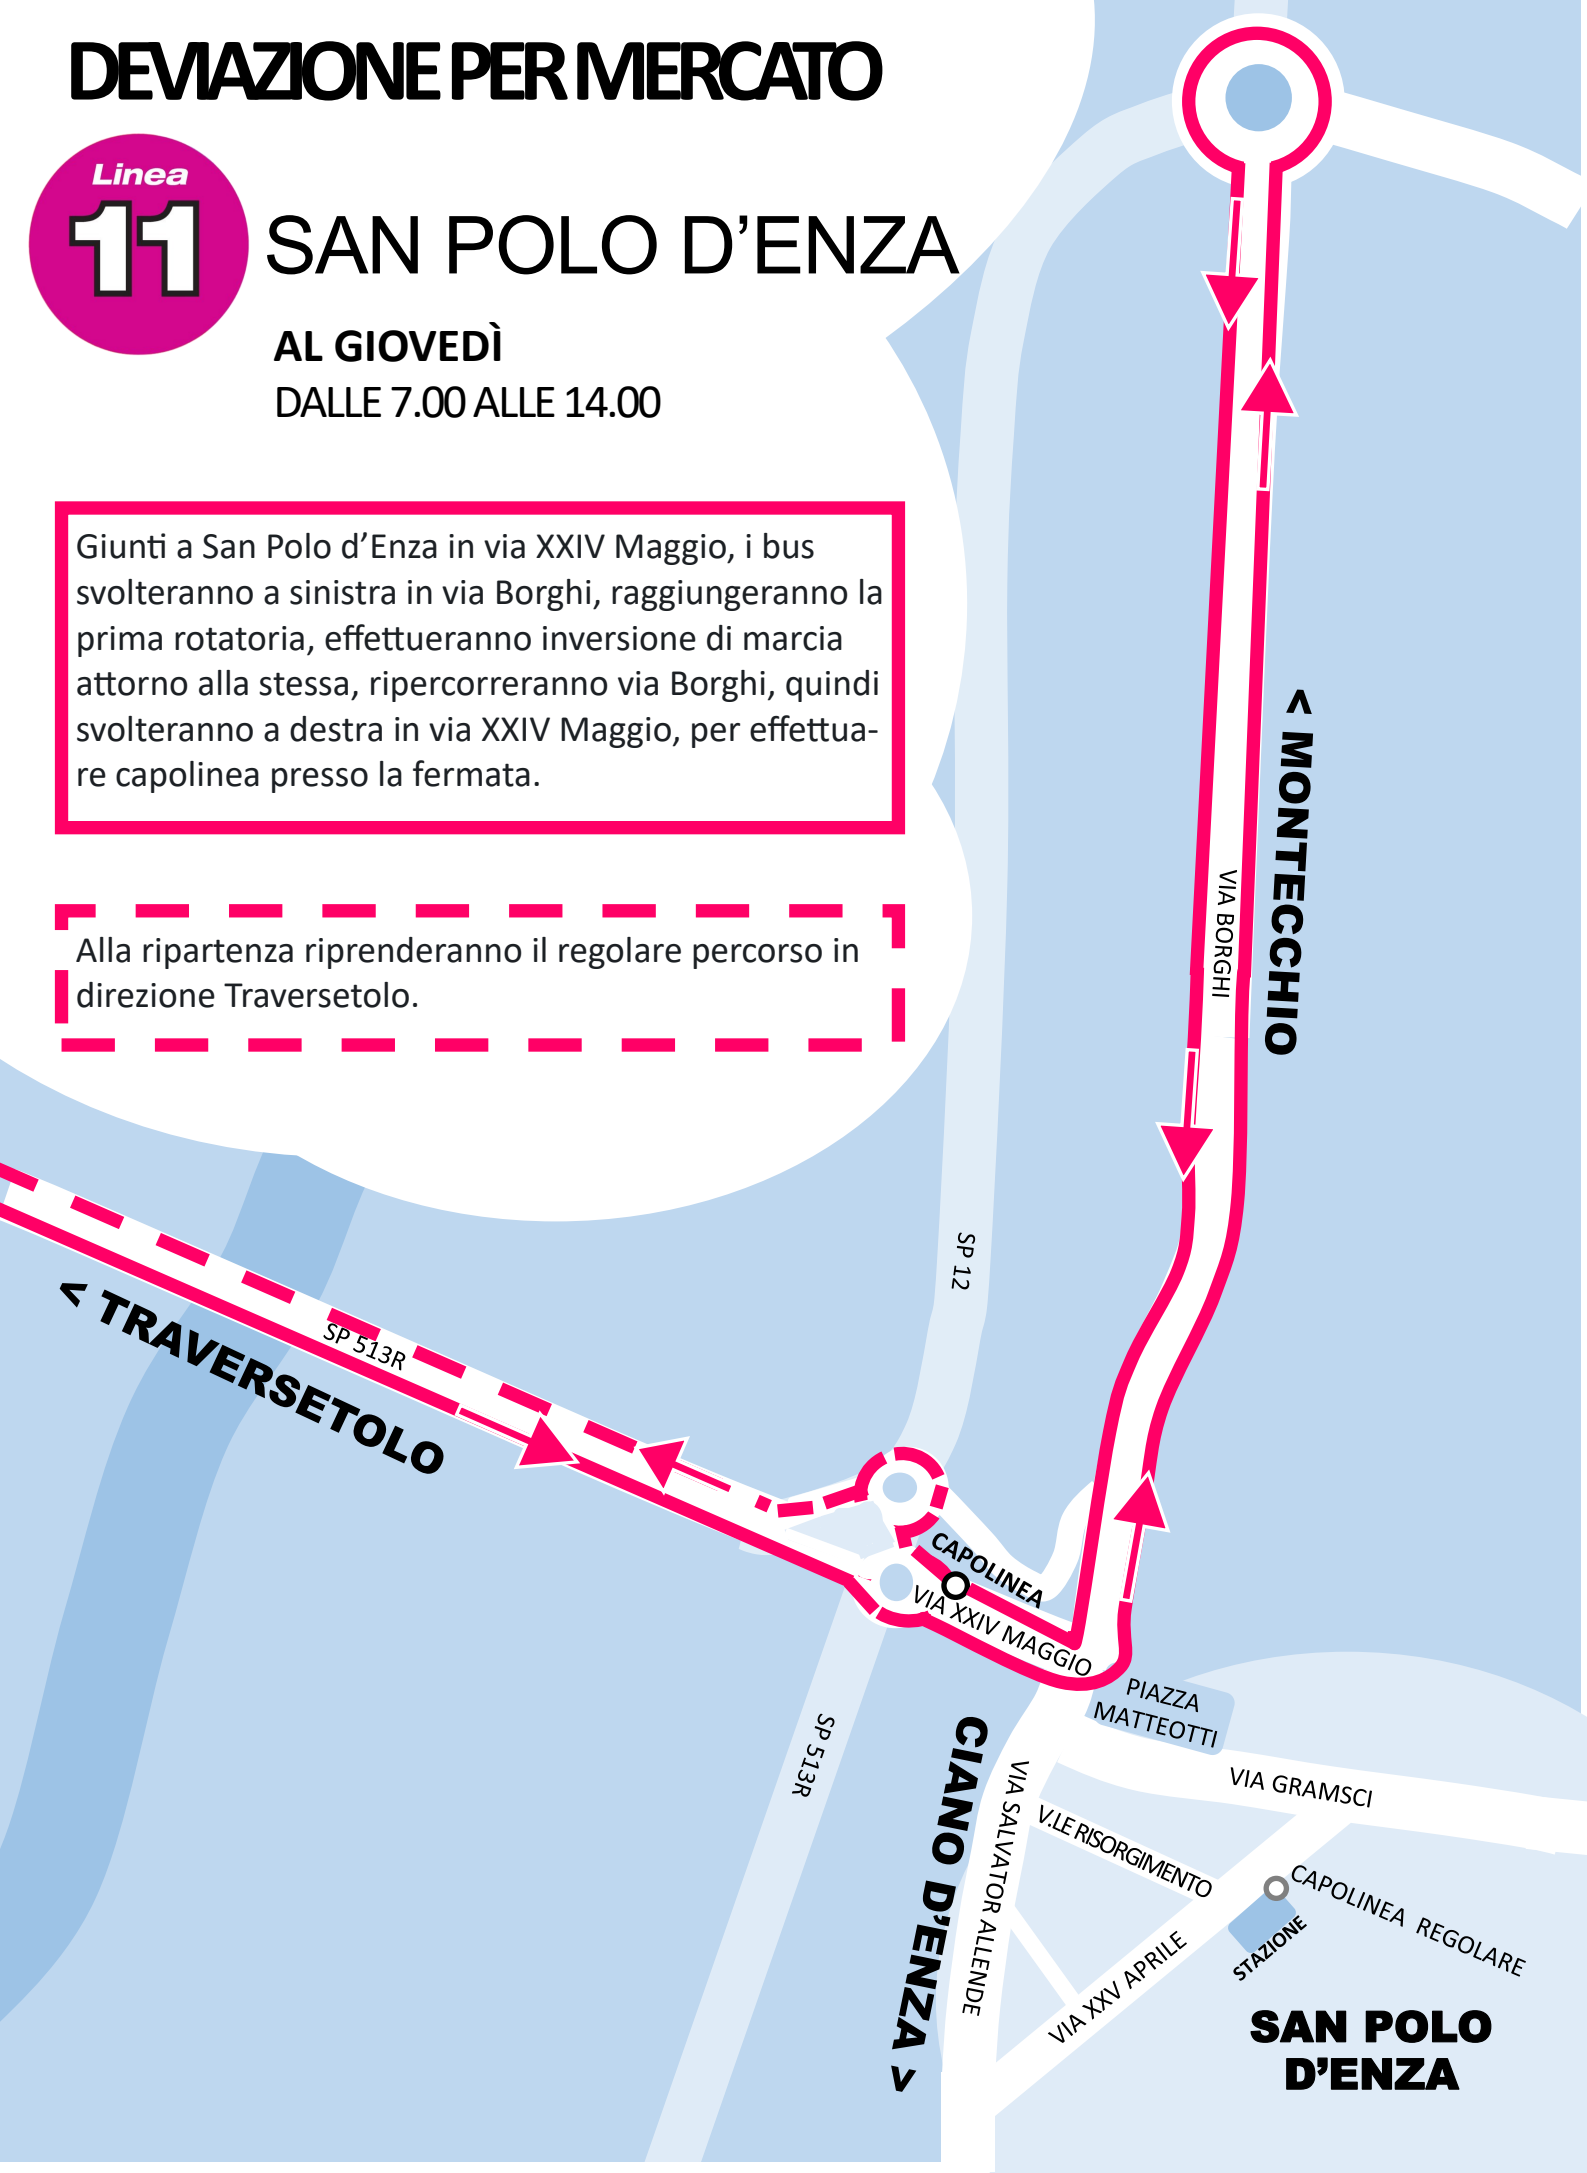 DEVIAZIONE PER MERCATO
Linea
11
SAN POLO D’ENZA
AL GIOVEDÌ
DALLE 7.00 ALLE 14.00
Giunti a San Polo d’Enza in via XXIV Maggio, i bus
svolteranno a sinistra in via Borghi, raggiungeranno la
prima rotatoria, effettueranno inversione di marcia
attorno alla stessa, ripercorreranno via Borghi, quindi
svolteranno a destra in via XXIV Maggio, per effettua-
re capolinea presso la fermata.
Alla ripartenza riprenderanno il regolare percorso in
direzione Traversetolo.
< MONTECCHIO
VIA BORGHI
SP 12
< TRAVERSETOLO
SP 513R
CAPOLINEA
VIA XXIV MAGGIO
PIAZZA
MATTEOTTI
SP 513R
CIANO D’ENZA >
VIA SALVATOR ALLENDE
VIA GRAMSCI
V.LE RISORGIMENTO
CAPOLINEA REGOLARE
STAZIONE
VIA XXV APRILE
SAN POLO
D’ENZA